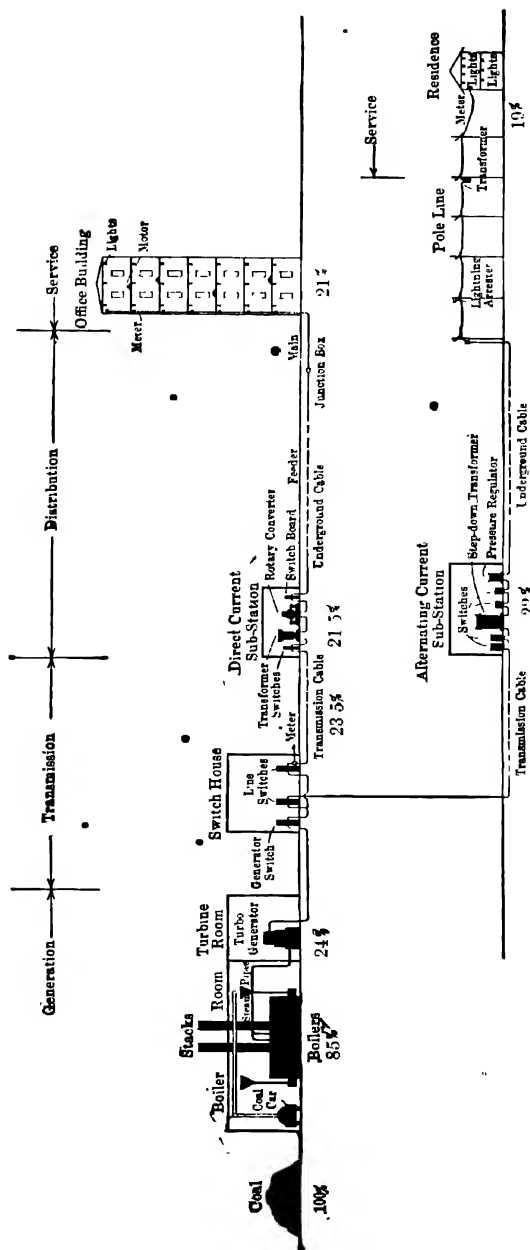 Generation
Transmission
Distribution
Service
Coal
100%
Boiler
Room
Stacks
Coal
Car
Steam Pipe
Boilers
85%
Turbine
Room
Turbo
Generator
24%
Switch House
Generator
Switch
Line
Switches
Meter
Transmission Cable
23 5%
Direct Current
Sub-Station
Transformer
Switches
Rotary Converter
Switch Board
21 5%
Feeder
Underground Cable
Main
Junction Box
Office Building
Meter
Lights
Motor
21%
Transmission Cable
Alternating Current
Sub-Station
Switches
Step-down Transformer
Pressure Regulator
Underground Cable
Pole Line
Lightning
Arrester
Transformer
Service
Meter
Residence
Lights
Lights
19%